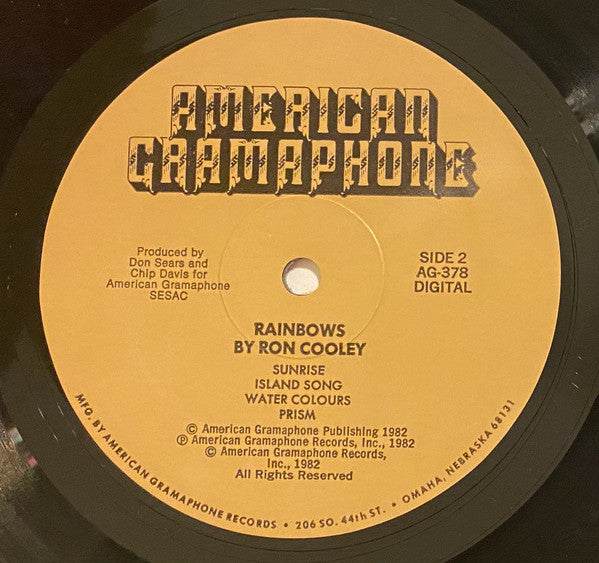 AMERICAN
GRAMAPHONE
Produced by
Don Sears and
Chip Davis for
American Gramaphone
SESAC
SIDE 2
AG-378
DIGITAL
RAINBOWS
BY RON COOLEY
SUNRISE
ISLAND SONG
WATER COLOURS
PRISM
© American Gramaphone Publishing 1982
℗ American Gramaphone Records, Inc., 1982
© American Gramaphone Records,
Inc., 1982
All Rights Reserved
MFG. BY AMERICAN GRAMAPHONE RECORDS • 206 SO. 44th ST. • OMAHA, NEBRASKA 68131